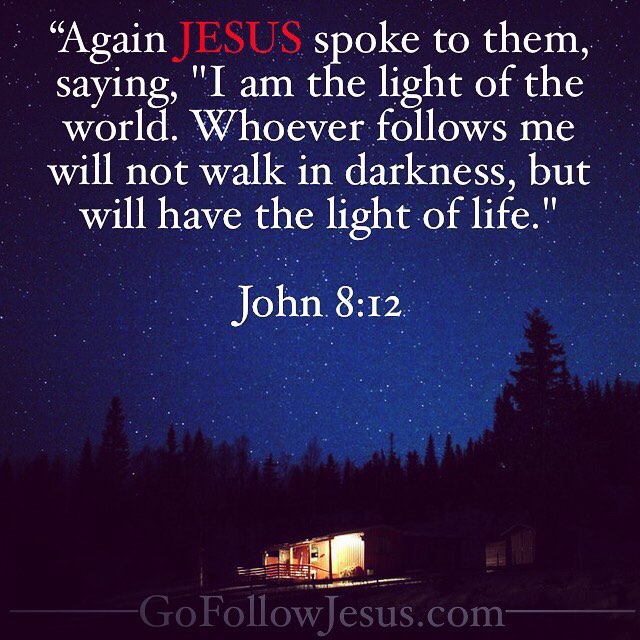 “Again JESUS spoke to them,
saying, "I am the light of the
world. Whoever follows me
will not walk in darkness, but
will have the light of life."
John 8:12
GoFollowJesus.com